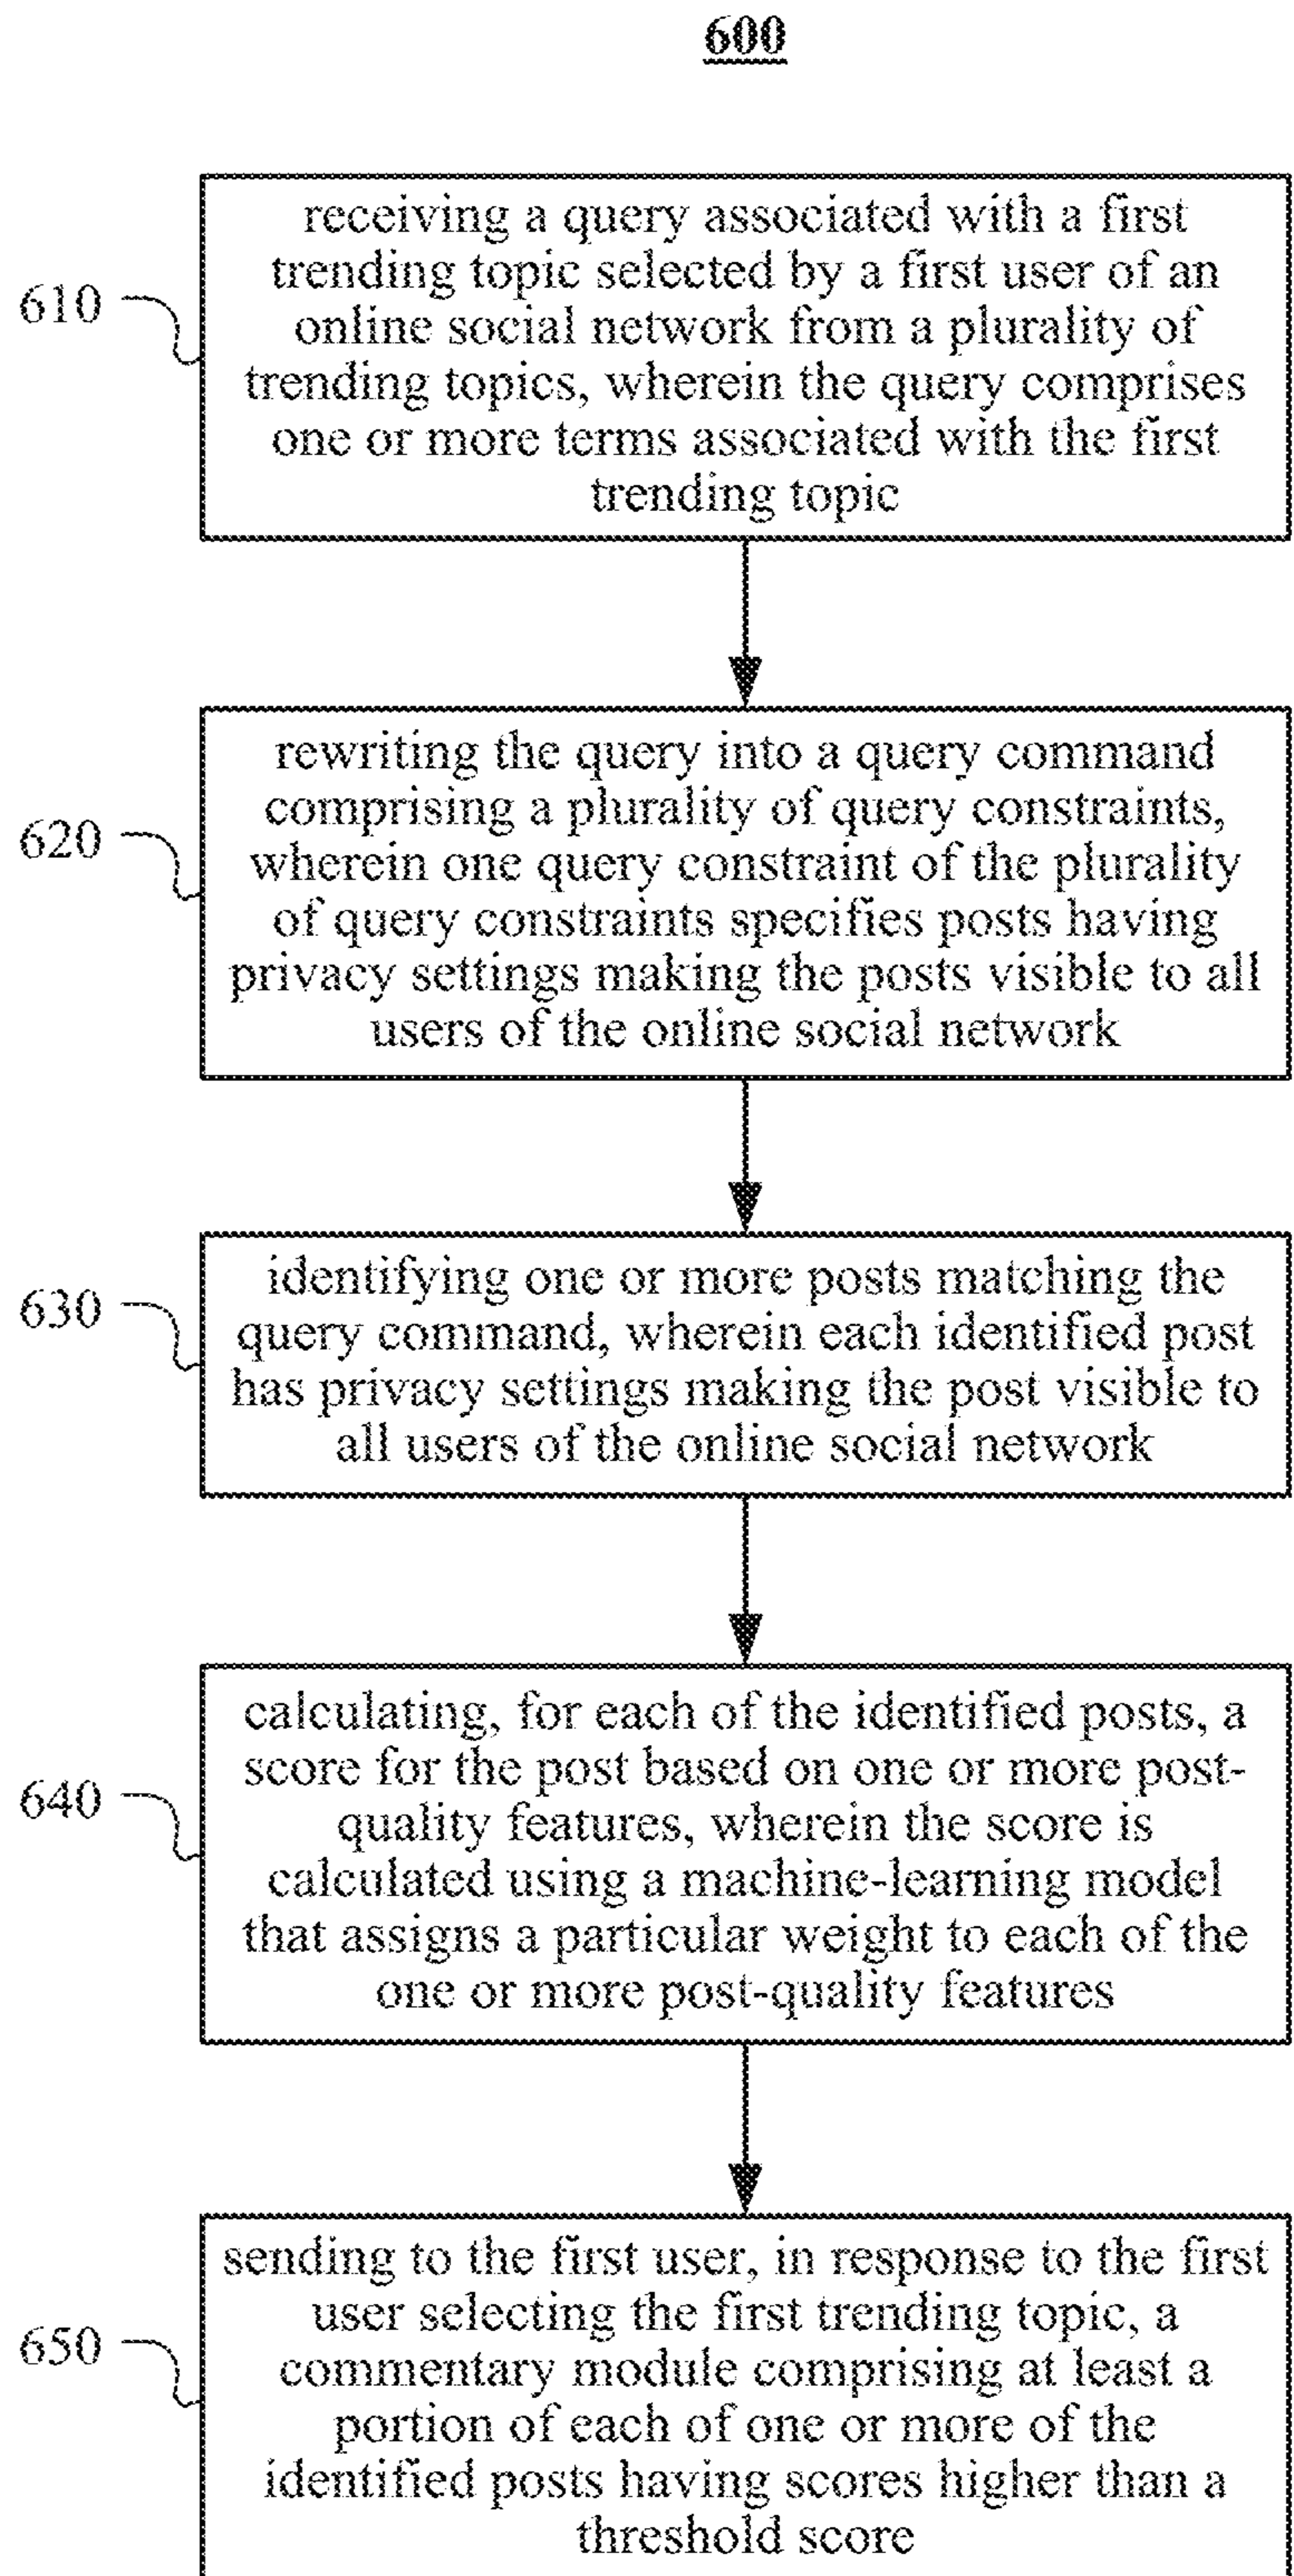 600
610
receiving a query associated with a first
trending topic selected by a first user of an
online social network from a plurality of
trending topics, wherein the query comprises
one or more terms associated with the first
trending topic
620
rewriting the query into a query command
comprising a plurality of query constraints,
wherein one query constraint of the plurality
of query constraints specifies posts having
privacy settings making the posts visible to all
users of the online social network
630
identifying one or more posts matching the
query command, wherein each identified post
has privacy settings making the post visible to
all users of the online social network
640
calculating, for each of the identified posts, a
score for the post based on one or more post-
quality features, wherein the score is
calculated using a machine-learning model
that assigns a particular weight to each of the
one or more post-quality features
650
sending to the first user, in response to the first
user selecting the first trending topic, a
commentary module comprising at least a
portion of each of one or more of the
identified posts having scores higher than a
threshold score